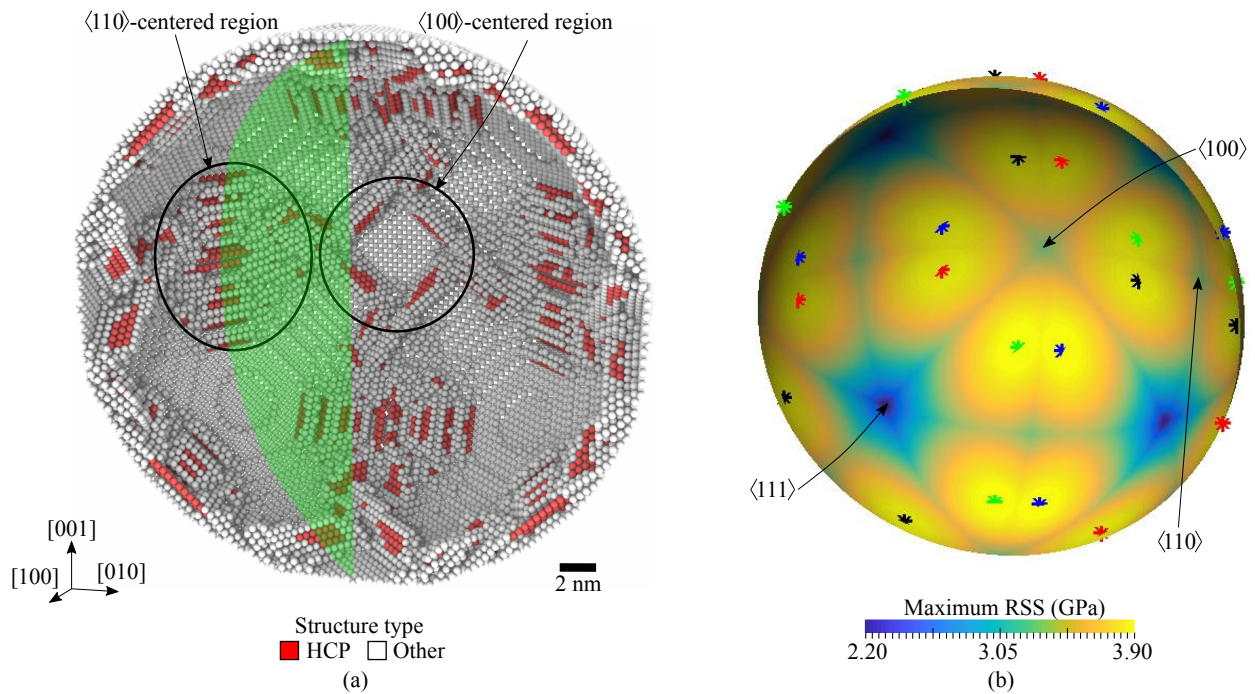 ⟨110⟩-centered region
⟨100⟩-centered region
[001]
[100]
[010]
2 nm
Structure type
HCP
Other
(a)
⟨100⟩
⟨111⟩
⟨110⟩
Maximum RSS (GPa)
2.20
3.05
3.90
(b)